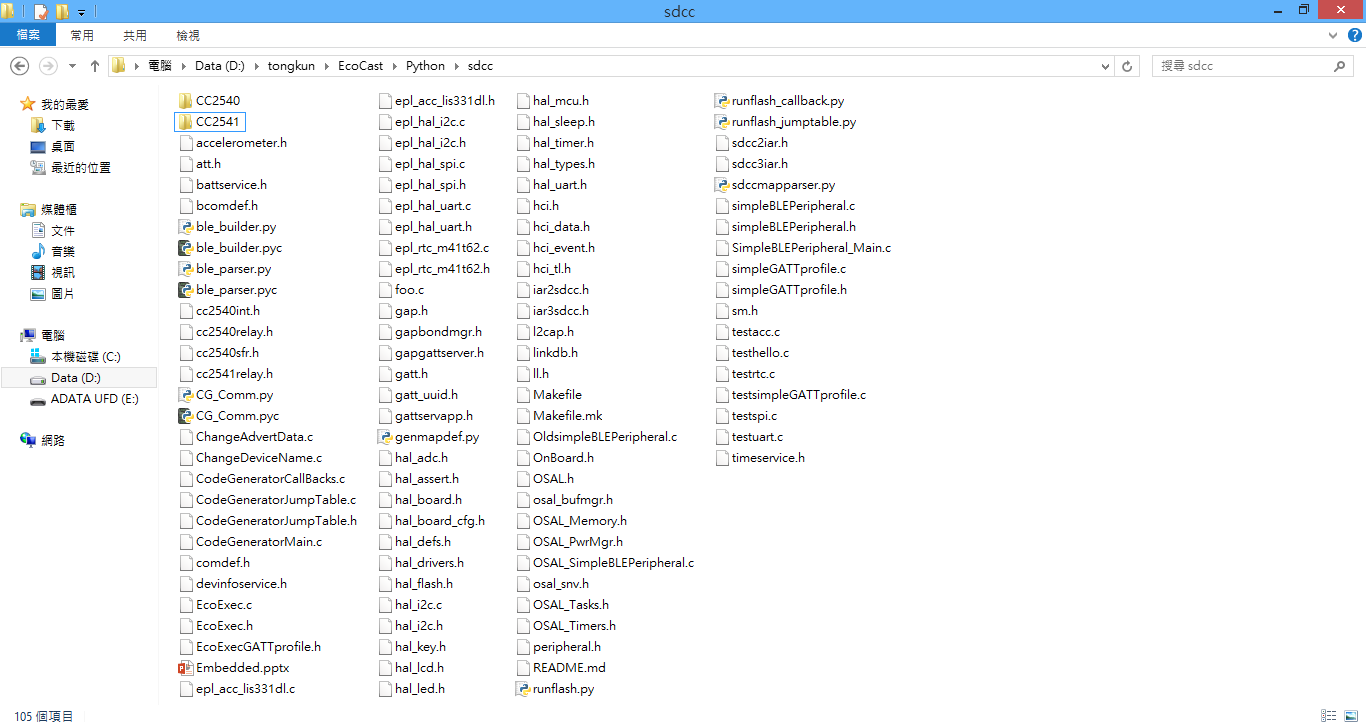 sdcc
檔案 常用 共用 檢視
電腦 Data (D:) tongkun EcoCast Python sdcc
搜尋 sdcc
我的最愛
下載
桌面
最近的位置
媒體櫃
文件
音樂
視訊
圖片
電腦
本機磁碟 (C:)
Data (D:)
ADATA UFD (E:)
網路
CC2540
CC2541
accelerometer.h
att.h
battservice.h
bcomdef.h
ble_builder.py
ble_builder.pyc
ble_parser.py
ble_parser.pyc
cc2540int.h
cc2540relay.h
cc2540sfr.h
cc2541relay.h
CG_Comm.py
CG_Comm.pyc
ChangeAdvertData.c
ChangeDeviceName.c
CodeGeneratorCallBacks.c
CodeGeneratorJumpTable.c
CodeGeneratorJumpTable.h
CodeGeneratorMain.c
comdef.h
devinfoservice.h
EcoExec.c
EcoExec.h
EcoExecGATTprofile.h
Embedded.pptx
epl_acc_lis331dl.c
epl_acc_lis331dl.h
epl_hal_i2c.c
epl_hal_i2c.h
epl_hal_spi.c
epl_hal_spi.h
epl_hal_uart.c
epl_hal_uart.h
epl_rtc_m41t62.c
epl_rtc_m41t62.h
foo.c
gap.h
gapbondmgr.h
gapgattserver.h
gatt.h
gatt_uuid.h
gattservapp.h
genmapdef.py
hal_adc.h
hal_assert.h
hal_board.h
hal_board_cfg.h
hal_defs.h
hal_drivers.h
hal_flash.h
hal_i2c.c
hal_i2c.h
hal_key.h
hal_lcd.h
hal_led.h
hal_mcu.h
hal_sleep.h
hal_timer.h
hal_types.h
hal_uart.h
hci.h
hci_data.h
hci_event.h
hci_tl.h
iar2sdcc.h
iar3sdcc.h
l2cap.h
linkdb.h
ll.h
Makefile
Makefile.mk
OldsimpleBLEPeripheral.c
OnBoard.h
OSAL.h
osal_bufmgr.h
OSAL_Memory.h
OSAL_PwrMgr.h
OSAL_SimpleBLEPeripheral.c
osal_snv.h
OSAL_Tasks.h
OSAL_Timers.h
peripheral.h
README.md
runflash.py
runflash_callback.py
runflash_jumptable.py
sdcc2iar.h
sdcc3iar.h
sdccmapparser.py
simpleBLEPeripheral.c
simpleBLEPeripheral.h
SimpleBLEPeripheral_Main.c
simpleGATTprofile.c
simpleGATTprofile.h
sm.h
testacc.c
testhello.c
testrtc.c
testsimpleGATTprofile.c
testspi.c
testuart.c
timeservice.h
105 個項目